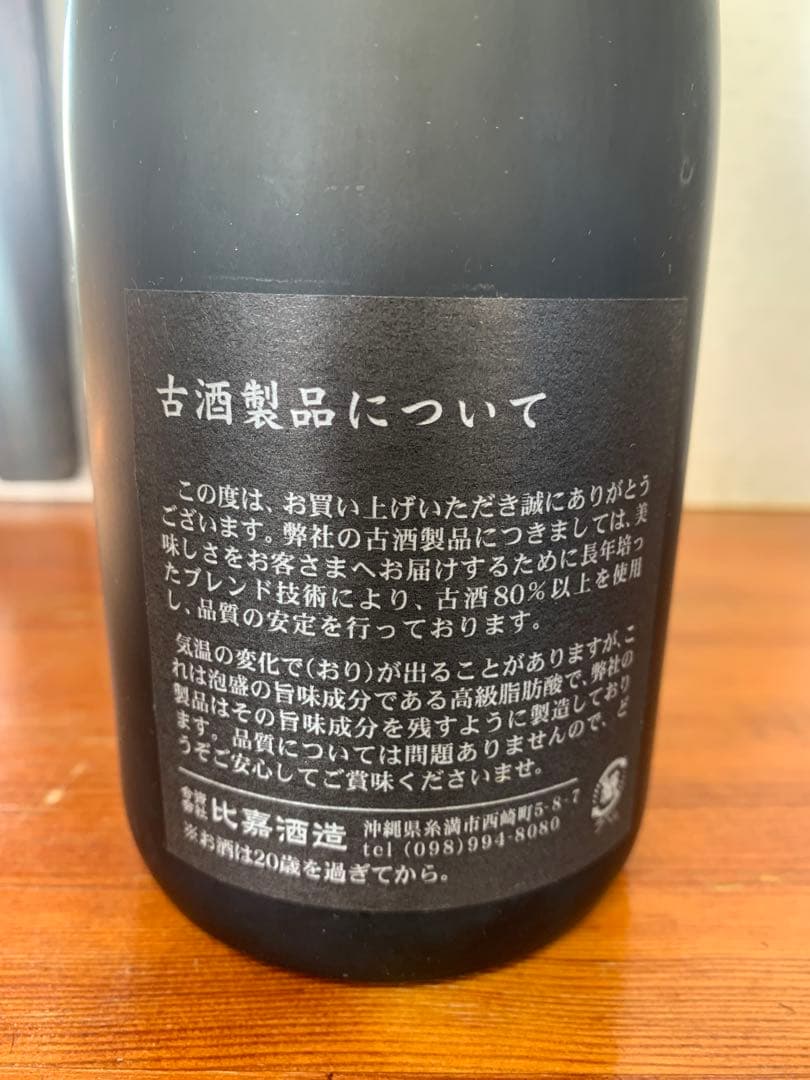 古酒製品について
この度は、お買い上げいただき誠にありがとう
ございます。弊社の古酒製品につきましては、美
味しさをお客さまへお届けするために長年培っ
たブレンド技術により、古酒80％以上を使用
し、品質の安定を行っております。
気温の変化で(おり)が出ることがありますが、こ
れは泡盛の旨味成分である高級脂肪酸で、弊社の
製品はその旨味成分を残すように製造しており
ます。品質については問題ありませんので、ど
うぞご安心してご賞味くださいませ。
合資会社 比嘉酒造 沖縄県糸満市西崎町5-8-7
tel (098)994-8080
※お酒は20歳を過ぎてから。